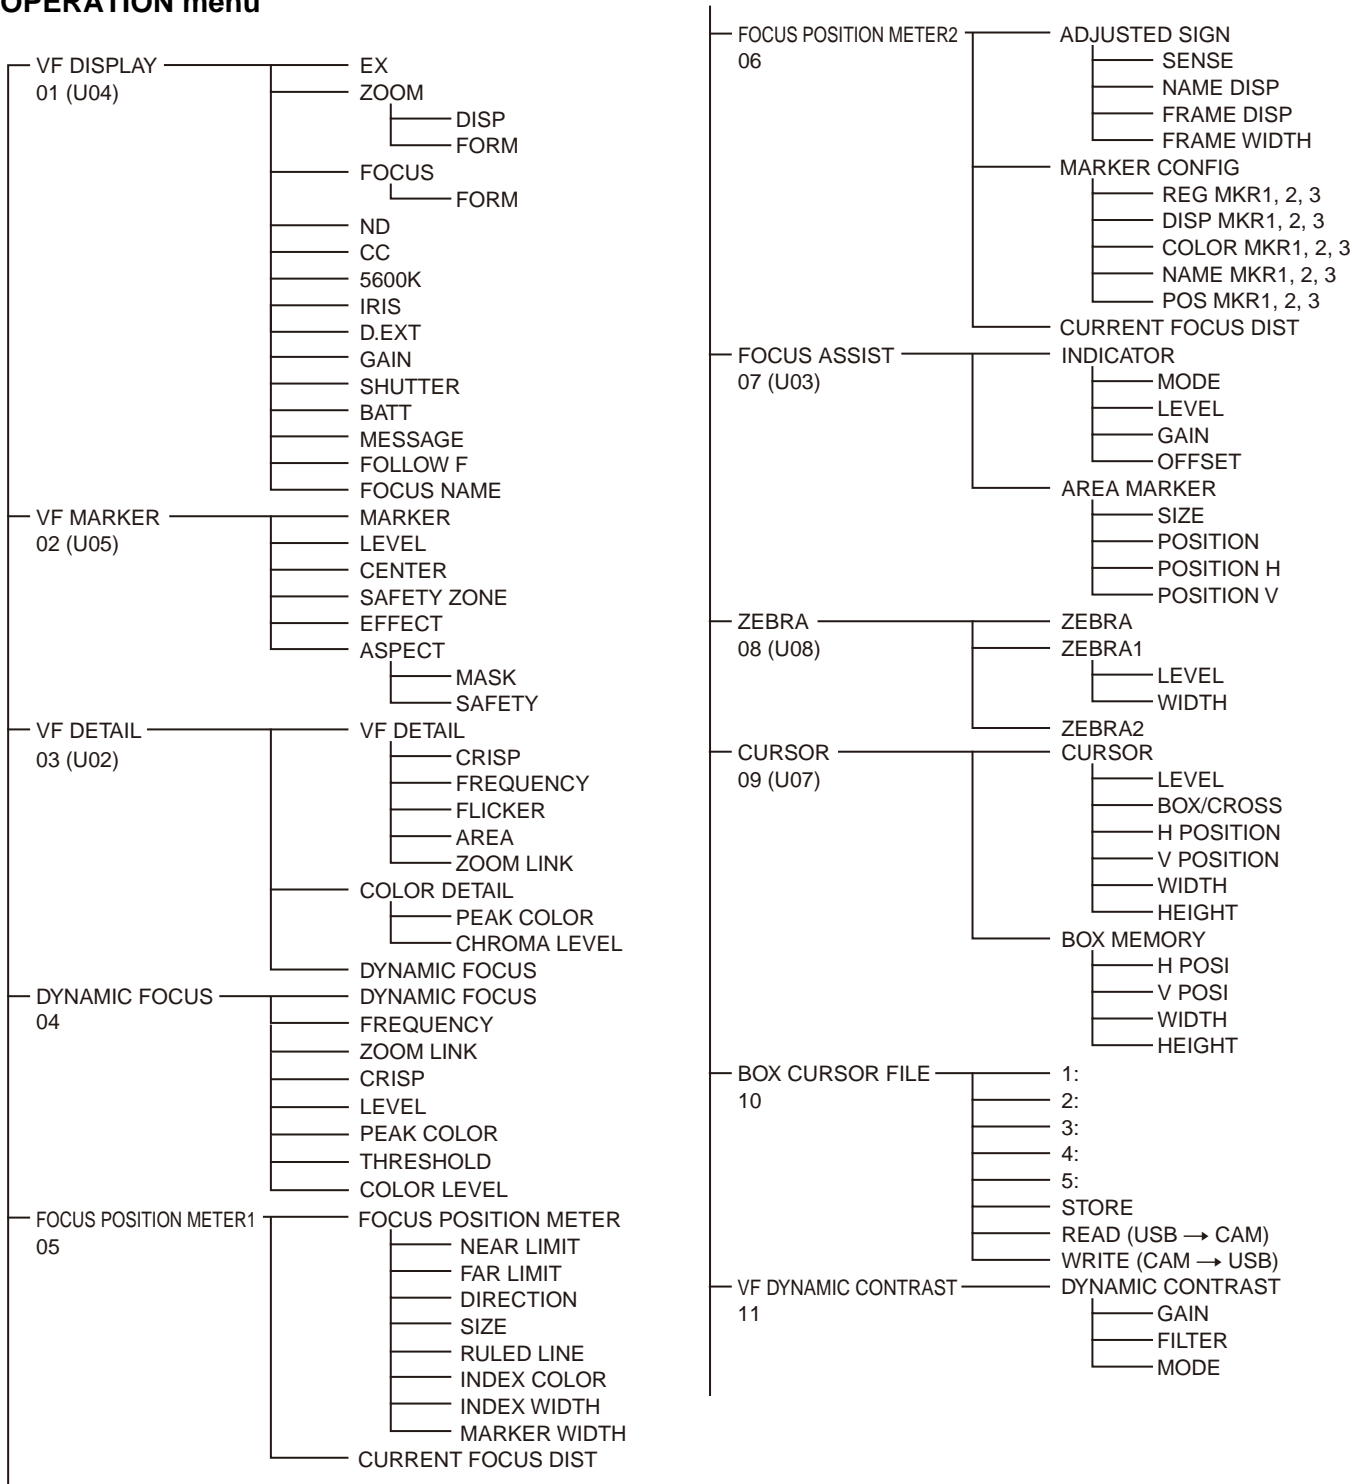 OPERATION menu
VF DISPLAY
01 (U04)
EX
ZOOM
DISP
FORM
FOCUS
FORM
ND
CC
5600K
IRIS
D.EXT
GAIN
SHUTTER
BATT
MESSAGE
FOLLOW F
FOCUS NAME
VF MARKER
02 (U05)
MARKER
LEVEL
CENTER
SAFETY ZONE
EFFECT
ASPECT
MASK
SAFETY
VF DETAIL
03 (U02)
VF DETAIL
CRISP
FREQUENCY
FLICKER
AREA
ZOOM LINK
COLOR DETAIL
PEAK COLOR
CHROMA LEVEL
DYNAMIC FOCUS
DYNAMIC FOCUS
04
DYNAMIC FOCUS
FREQUENCY
ZOOM LINK
CRISP
LEVEL
PEAK COLOR
THRESHOLD
COLOR LEVEL
FOCUS POSITION METER1
05
FOCUS POSITION METER
NEAR LIMIT
FAR LIMIT
DIRECTION
SIZE
RULED LINE
INDEX COLOR
INDEX WIDTH
MARKER WIDTH
CURRENT FOCUS DIST
FOCUS POSITION METER2
06
ADJUSTED SIGN
SENSE
NAME DISP
FRAME DISP
FRAME WIDTH
MARKER CONFIG
REG MKR1, 2, 3
DISP MKR1, 2, 3
COLOR MKR1, 2, 3
NAME MKR1, 2, 3
POS MKR1, 2, 3
CURRENT FOCUS DIST
FOCUS ASSIST
07 (U03)
INDICATOR
MODE
LEVEL
GAIN
OFFSET
AREA MARKER
SIZE
POSITION
POSITION H
POSITION V
ZEBRA
08 (U08)
ZEBRA
ZEBRA1
LEVEL
WIDTH
ZEBRA2
CURSOR
09 (U07)
CURSOR
LEVEL
BOX/CROSS
H POSITION
V POSITION
WIDTH
HEIGHT
BOX MEMORY
H POSI
V POSI
WIDTH
HEIGHT
BOX CURSOR FILE
10
1:
2:
3:
4:
5:
STORE
READ (USB → CAM)
WRITE (CAM → USB)
VF DYNAMIC CONTRAST
11
DYNAMIC CONTRAST
GAIN
FILTER
MODE